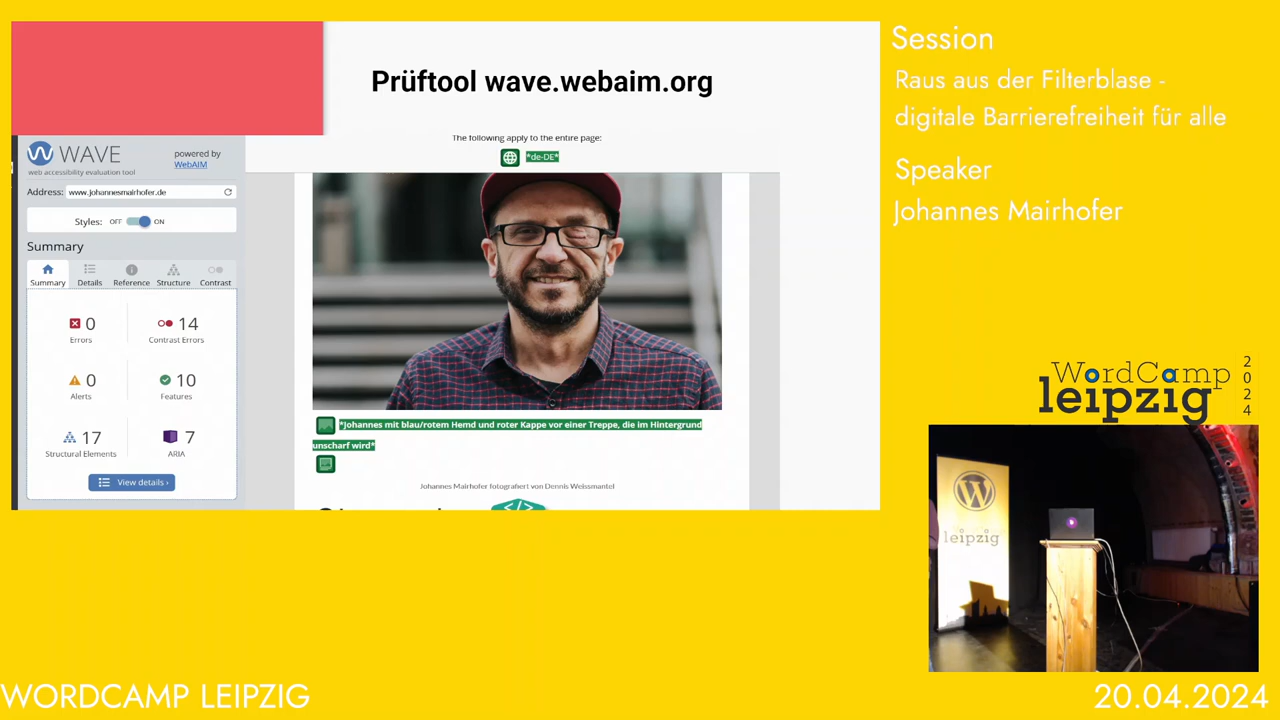 Prüftool wave.webaim.org
WAVE
powered by
WebAIM
web accessibility evaluation tool
Address: www.johannesmairhofer.de
Styles: OFF ON
Summary
Summary Details Reference Structure Contrast
0
Errors
14
Contrast Errors
0
Alerts
10
Features
17
Structural Elements
7
ARIA
View details ›
The following apply to the entire page:
*de-DE*
*Johannes mit blau/rotem Hemd und roter Kappe vor einer Treppe, die im Hintergrund
unscharf wird*
Johannes Mairhofer fotografiert von Dennis Weissmantel
</>
Session
Raus aus der Filterblase -
digitale Barrierefreiheit für alle
Speaker
Johannes Mairhofer
WordCamp
leipzig
2024
leipzig
WORDCAMP LEIPZIG
20.04.2024